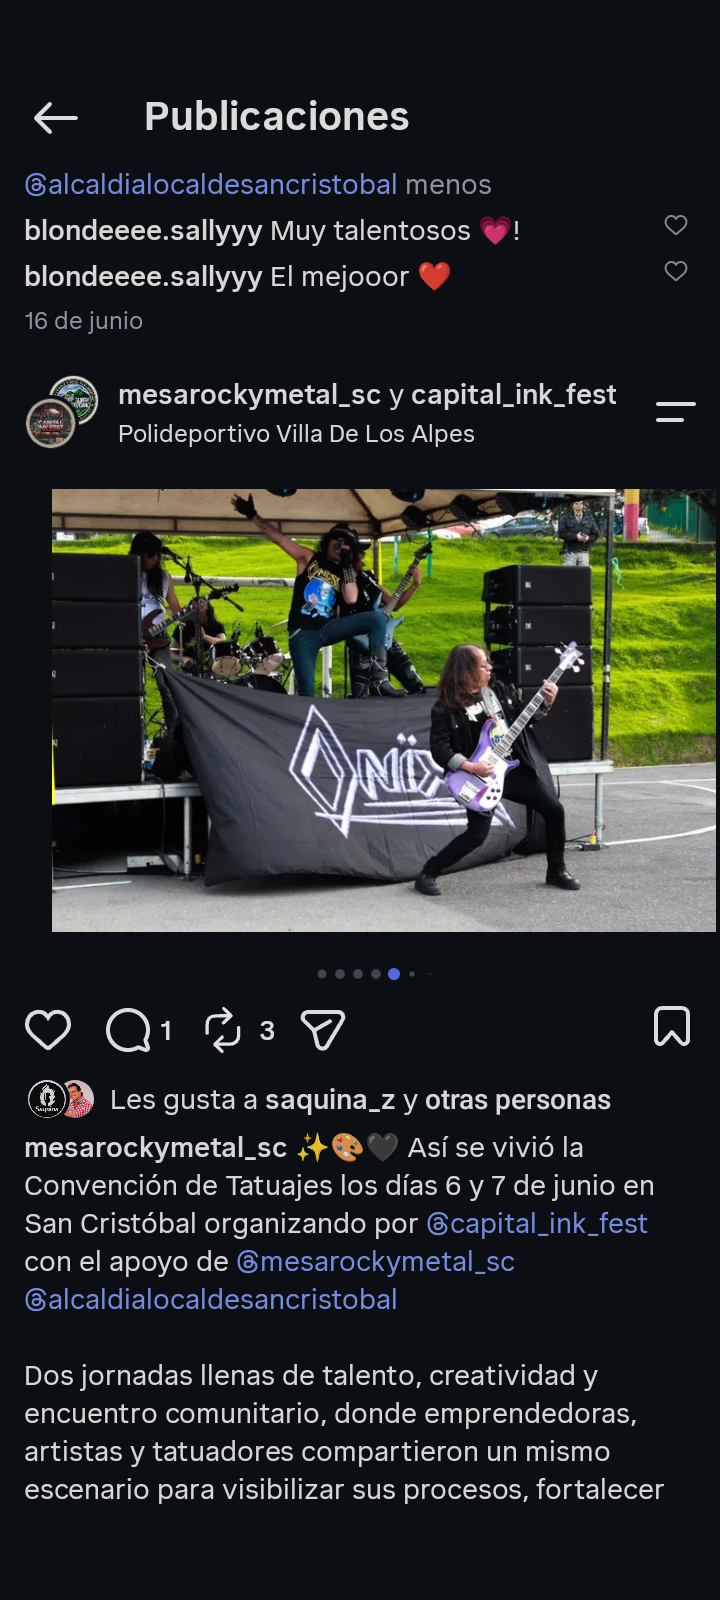 Publicaciones
@alcaldialocaldesancristobal menos
blondeeee.sallyyy Muy talentosos 💗!
blondeeee.sallyyy El mejooor ❤️
16 de junio
mesarockymetal_sc y capital_ink_fest
Polideportivo Villa De Los Alpes
1
3
Les gusta a saquina_z y otras personas
mesarockymetal_sc ✨🎨🖤 Así se vivió la
Convención de Tatuajes los días 6 y 7 de junio en
San Cristóbal organizando por @capital_ink_fest
con el apoyo de @mesarockymetal_sc
@alcaldialocaldesancristobal
Dos jornadas llenas de talento, creatividad y
encuentro comunitario, donde emprendedoras,
artistas y tatuadores compartieron un mismo
escenario para visibilizar sus procesos, fortalecer